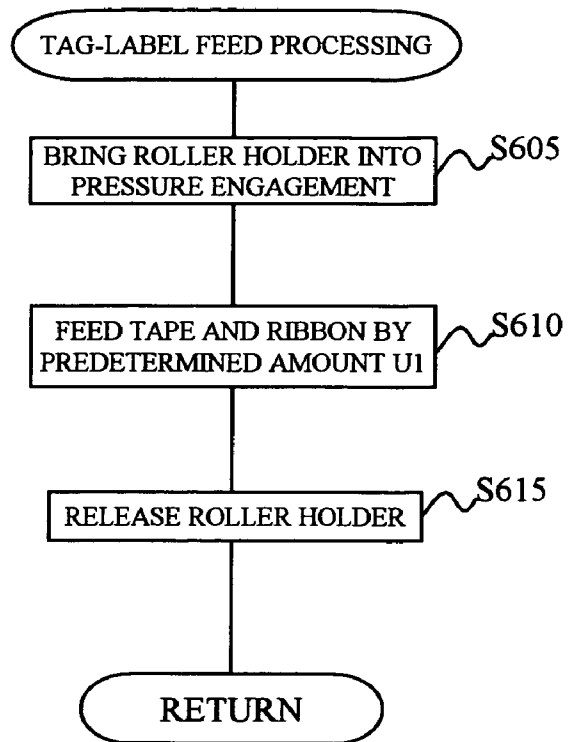 TAG-LABEL FEED PROCESSING
BRING ROLLER HOLDER INTO
PRESSURE ENGAGEMENT
S605
FEED TAPE AND RIBBON BY
PREDETERMINED AMOUNT U1
S610
RELEASE ROLLER HOLDER
S615
RETURN